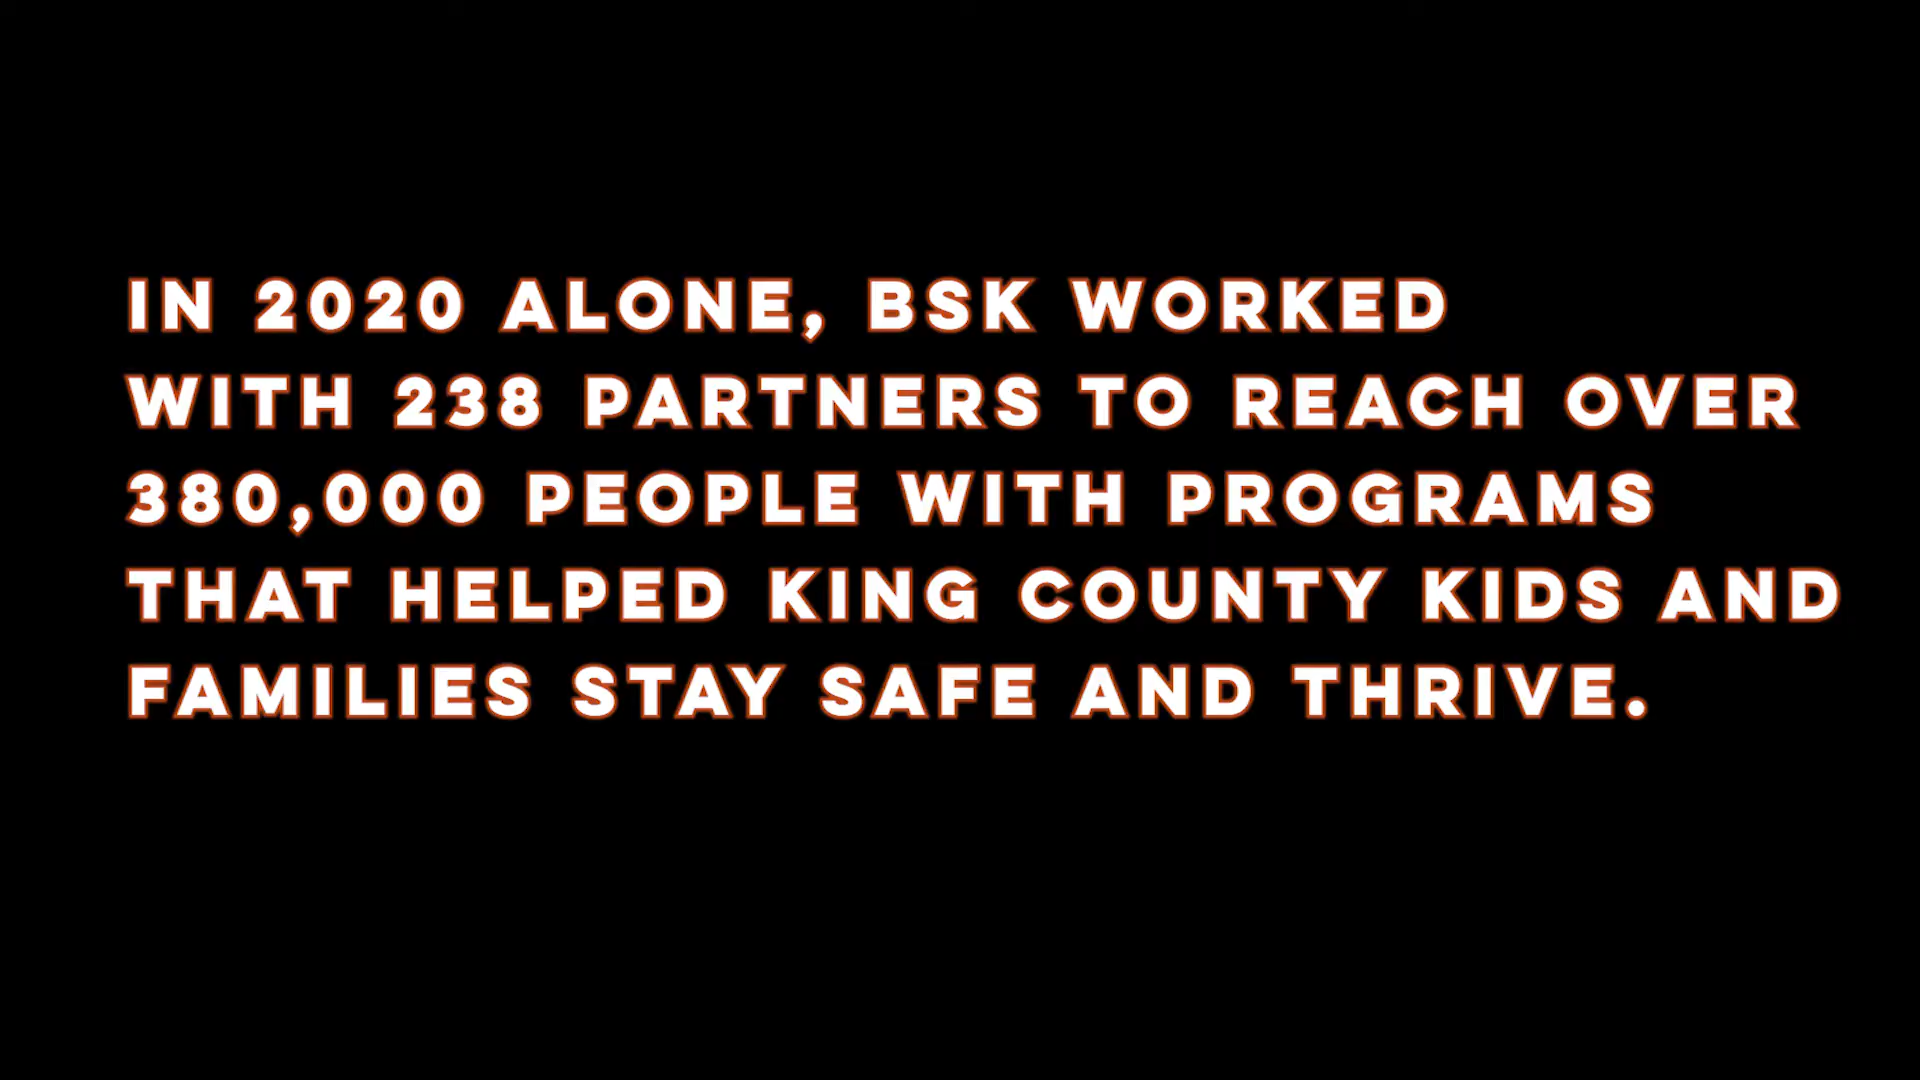 IN 2020 ALONE, BSK WORKED
WITH 238 PARTNERS TO REACH OVER
380,000 PEOPLE WITH PROGRAMS
THAT HELPED KING COUNTY KIDS AND
FAMILIES STAY SAFE AND THRIVE.